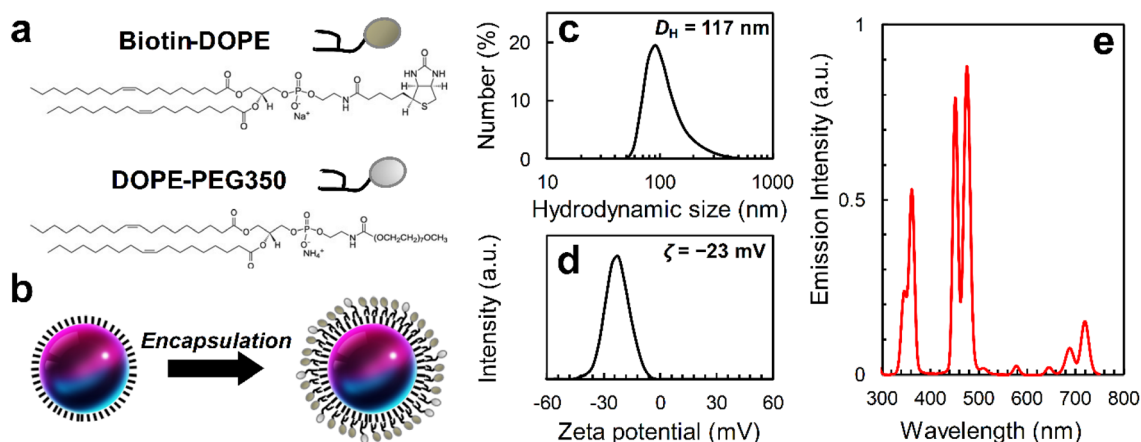 a
Biotin-DOPE
O
O
O
O
H
O
O
P
O⁻
Na⁺
O
N
H
O
O
HN
NH
H
H
H
S
DOPE-PEG350
O
O
O
O
H
O
O
P
O⁻
NH₄⁺
O
N
H
O
(OCH₂CH₂)₇OCH₃
b
Encapsulation
c
D_H = 117 nm
Number (%)
20
10
0
10
100
1000
Hydrodynamic size (nm)
d
ζ = −23 mV
Intensity (a.u.)
-60
-30
0
30
60
Zeta potential (mV)
e
Emission Intensity (a.u.)
1
0.5
0
300
400
500
600
700
800
Wavelength (nm)